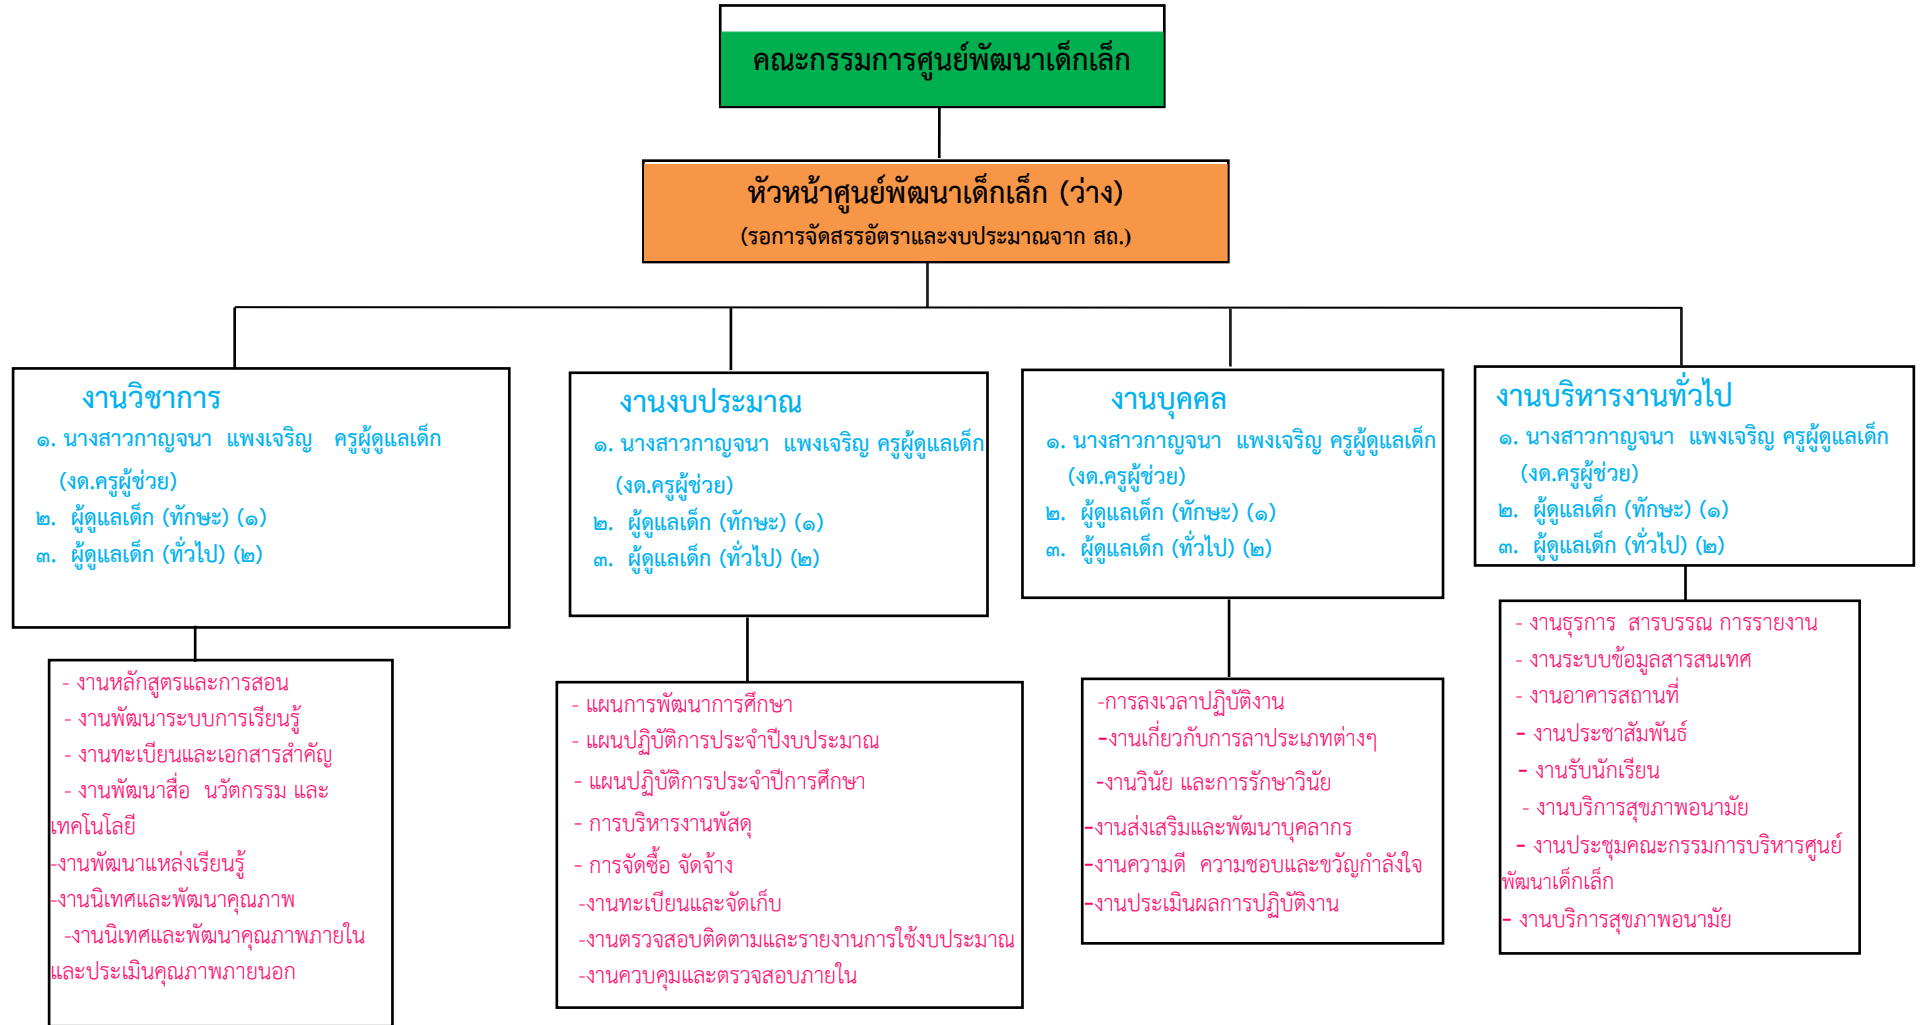 คณะกรรมการศูนย์พัฒนาเด็กเล็ก
หัวหน้าศูนย์พัฒนาเด็กเล็ก (ว่าง)
(รอการจัดสรรอัตราและงบประมาณจาก สถ.)
งานวิชาการ
๑. นางสาวกาญจนา แพงเจริญ ครูผู้ดูแลเด็ก
(งด.ครูผู้ช่วย)
๒. ผู้ดูแลเด็ก (ทักษะ) (๑)
๓. ผู้ดูแลเด็ก (ทั่วไป) (๒)
งานงบประมาณ
๑. นางสาวกาญจนา แพงเจริญ ครูผู้ดูแลเด็ก
(งด.ครูผู้ช่วย)
๒. ผู้ดูแลเด็ก (ทักษะ) (๑)
๓. ผู้ดูแลเด็ก (ทั่วไป) (๒)
งานบุคคล
๑. นางสาวกาญจนา แพงเจริญ ครูผู้ดูแลเด็ก
(งด.ครูผู้ช่วย)
๒. ผู้ดูแลเด็ก (ทักษะ) (๑)
๓. ผู้ดูแลเด็ก (ทั่วไป) (๒)
งานบริหารงานทั่วไป
๑. นางสาวกาญจนา แพงเจริญ ครูผู้ดูแลเด็ก
(งด.ครูผู้ช่วย)
๒. ผู้ดูแลเด็ก (ทักษะ) (๑)
๓. ผู้ดูแลเด็ก (ทั่วไป) (๒)
- งานหลักสูตรและการสอน
- งานพัฒนาระบบการเรียนรู้
- งานทะเบียนและเอกสารสำคัญ
- งานพัฒนาสื่อ นวัตกรรม และ
เทคโนโลยี
-งานพัฒนาแหล่งเรียนรู้
-งานนิเทศและพัฒนาคุณภาพ
-งานนิเทศและพัฒนาคุณภาพภายใน
และประเมินคุณภาพภายนอก
- แผนการพัฒนาการศึกษา
- แผนปฏิบัติการประจำปีงบประมาณ
- แผนปฏิบัติการประจำปีการศึกษา
- การบริหารงานพัสดุ
- การจัดซื้อ จัดจ้าง
-งานทะเบียนและจัดเก็บ
-งานตรวจสอบติดตามและรายงานการใช้งบประมาณ
-งานควบคุมและตรวจสอบภายใน
-การลงเวลาปฏิบัติงาน
-งานเกี่ยวกับการลาประเภทต่างๆ
-งานวินัย และการรักษาวินัย
-งานส่งเสริมและพัฒนาบุคลากร
-งานความดี ความชอบและขวัญกำลังใจ
-งานประเมินผลการปฏิบัติงาน
- งานธุรการ สารบรรณ การรายงาน
- งานระบบข้อมูลสารสนเทศ
- งานอาคารสถานที่
- งานประชาสัมพันธ์
- งานรับนักเรียน
- งานบริการสุขภาพอนามัย
- งานประชุมคณะกรรมการบริหารศูนย์
พัฒนาเด็กเล็ก
- งานบริการสุขภาพอนามัย